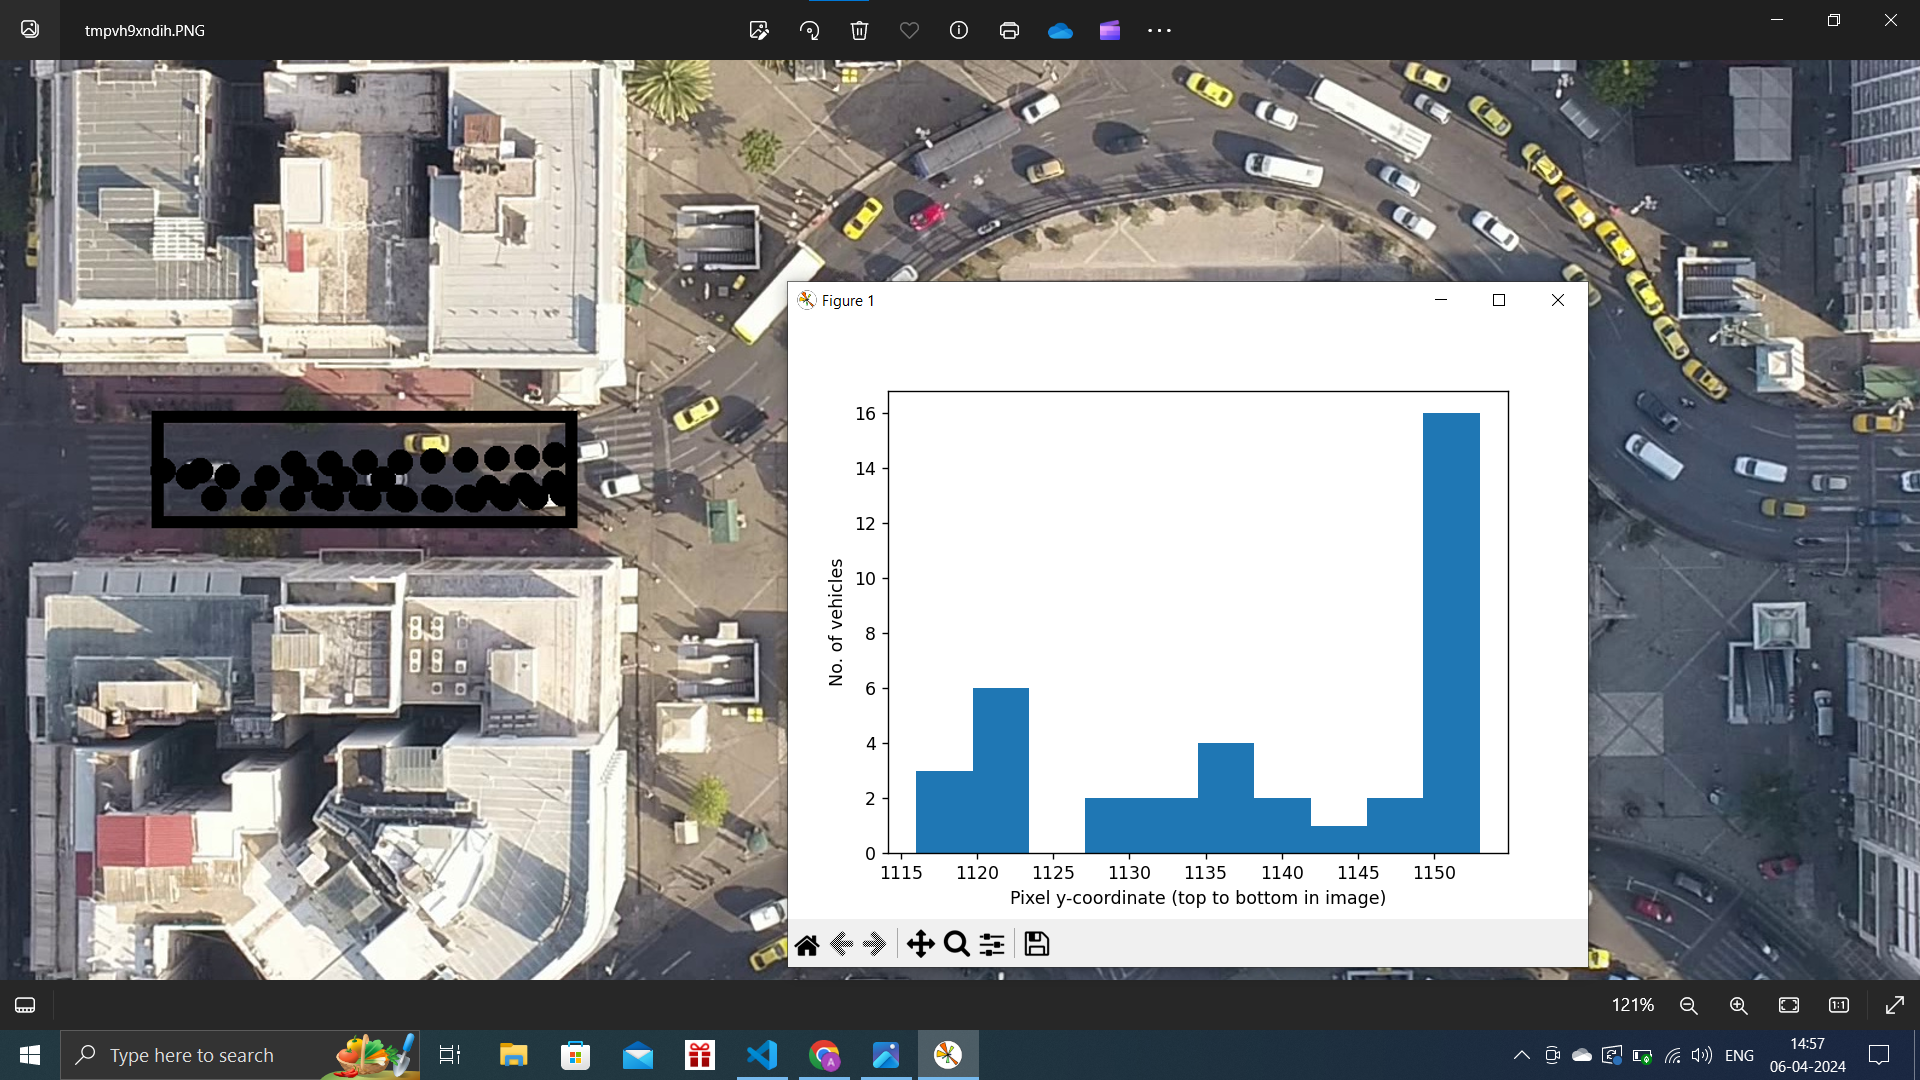 tmpvh9xndih.PNG
Figure 1
16
14
12
10
8
6
4
2
0
No. of vehicles
1115 1120 1125 1130 1135 1140 1145 1150
Pixel y-coordinate (top to bottom in image)
121%
1:1
Type here to search
A
ENG
14:57
06-04-2024